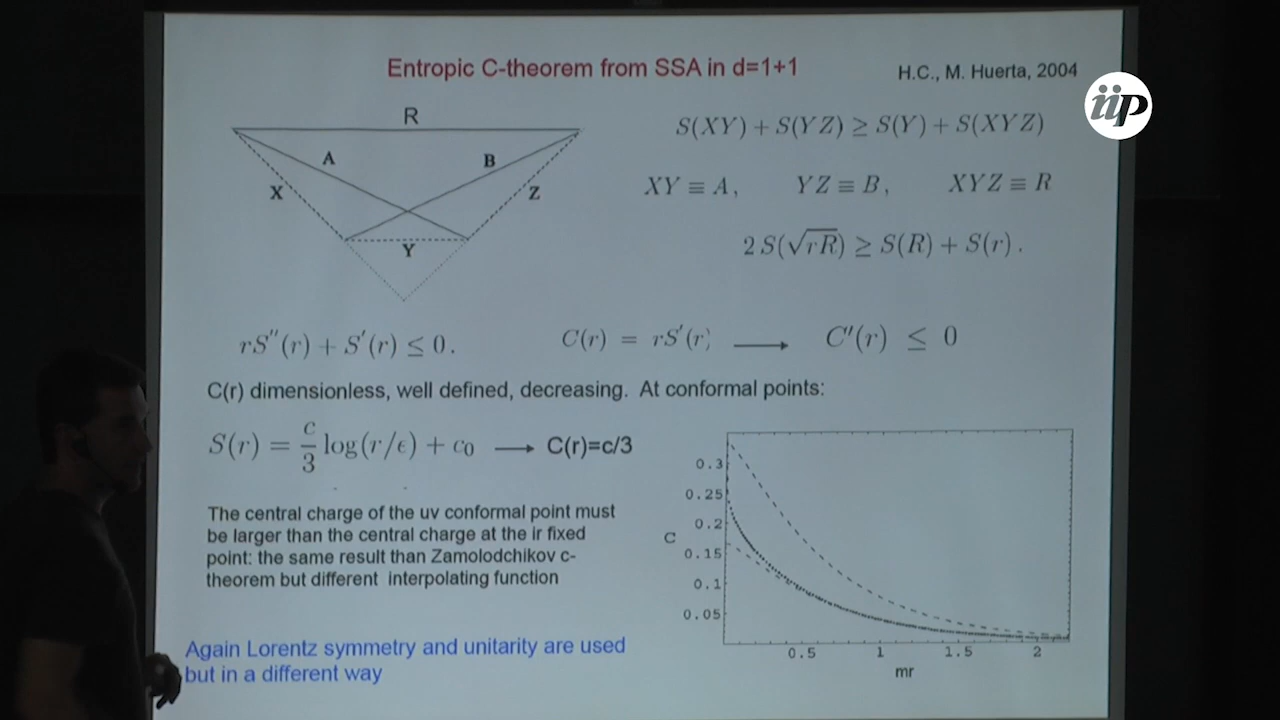 Entropic C-theorem from SSA in d=1+1
H.C., M. Huerta, 2004
iip
R
A
B
X
Z
Y
S(XY) + S(YZ) ≥ S(Y) + S(XYZ)
XY ≡ A, YZ ≡ B, XYZ ≡ R
2 S(√rR) ≥ S(R) + S(r) .
rS''(r) + S'(r) ≤ 0.
C(r) = rS'(r) ⟶ C'(r) ≤ 0
C(r) dimensionless, well defined, decreasing. At conformal points:
S(r) = c/3 log(r/ϵ) + c₀ ⟶ C(r)=c/3
The central charge of the uv conformal point must
be larger than the central charge at the ir fixed
point: the same result than Zamolodchikov c-
theorem but different interpolating function
Again Lorentz symmetry and unitarity are used
but in a different way
0.3
0.25
0.2
C
0.15
0.1
0.05
0.5 1 1.5 2
mr